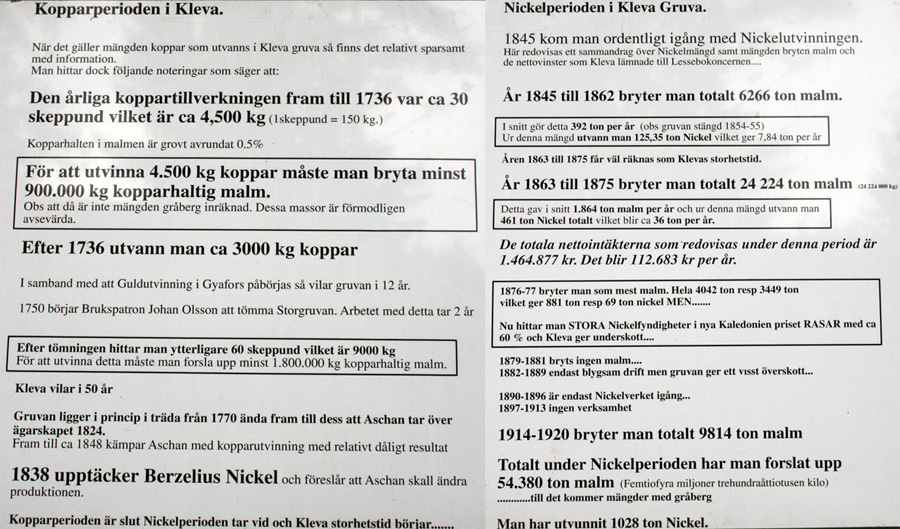 Kopparperioden i Kleva.
När det gäller mängden koppar som utvanns i Kleva gruva så finns det relativt sparsamt
med information.
Man hittar dock följande noteringar som säger att:
Den årliga koppartillverkningen fram till 1736 var ca 30
skeppund vilket är ca 4,500 kg (1skeppund = 150 kg.)
Kopparhalten i malmen är grovt avrundat 0.5%
För att utvinna 4.500 kg koppar måste man bryta minst
900.000 kg kopparhaltig malm.
Obs att då är inte mängden gråberg inräknad. Dessa massor är förmodligen
avsevärda.
Efter 1736 utvann man ca 3000 kg koppar
I samband med att Guldutvinning i Gyafors påbörjas så vilar gruvan i 12 år.
1750 börjar Brukspatron Johan Olsson att tömma Storgruvan. Arbetet med detta tar 2 år
Efter tömningen hittar man ytterligare 60 skeppund vilket är 9000 kg
För att utvinna detta måste man forsla upp minst 1.800.000 kg kopparhaltig malm.
Kleva vilar i 50 år
Gruvan ligger i princip i träda från 1770 ända fram till dess att Aschan tar över
ägarskapet 1824.
Fram till ca 1848 kämpar Aschan med kopparutvinning med relativt dåligt resultat
1838 upptäcker Berzelius Nickel och föreslår att Aschan skall ändra
produktionen.
Kopparperioden är slut Nickelperioden tar vid och Kleva storhetstid börjar.......
Nickelperioden i Kleva Gruva.
1845 kom man ordentligt igång med Nickelutvinningen.
Här redovisas ett sammandrag över Nickelmängd samt mängden bryten malm och
de nettovinster som Kleva lämnade till Lessebokoncernen....
År 1845 till 1862 bryter man totalt 6266 ton malm.
I snitt gör detta 392 ton per år (obs gruvan stängd 1854-55)
Ur denna mängd utvann man 125,35 ton Nickel vilket ger 7,84 ton per år
Åren 1863 till 1875 får väl räknas som Klevas storhetstid.
År 1863 till 1875 bryter man totalt 24 224 ton malm (24 224 000 kg)
Detta gav i snitt 1.864 ton malm per år och ur denna mängd utvann man
461 ton Nickel totalt vilket blir ca 36 ton per år.
De totala nettointäkterna som redovisas under denna period är
1.464.877 kr. Det blir 112.683 kr per år.
1876-77 bryter man som mest malm. Hela 4042 ton resp 3449 ton
vilket ger 881 ton resp 69 ton nickel MEN.......
Nu hittar man STORA Nickelfyndigheter i nya Kaledonien priset RASAR med ca
60 % och Kleva ger underskott....
1879-1881 bryts ingen malm....
1882-1889 endast blygsam drift men gruvan ger ett visst överskott...
1890-1896 är endast Nickelverket igång...
1897-1913 ingen verksamhet
1914-1920 bryter man totalt 9814 ton malm
Totalt under Nickelperioden har man forslat upp
54.380 ton malm (Femtiofyra miljoner trehundraåttiotusen kilo)
............till det kommer mängder med gråberg
Man har utvunnit 1028 ton Nickel.